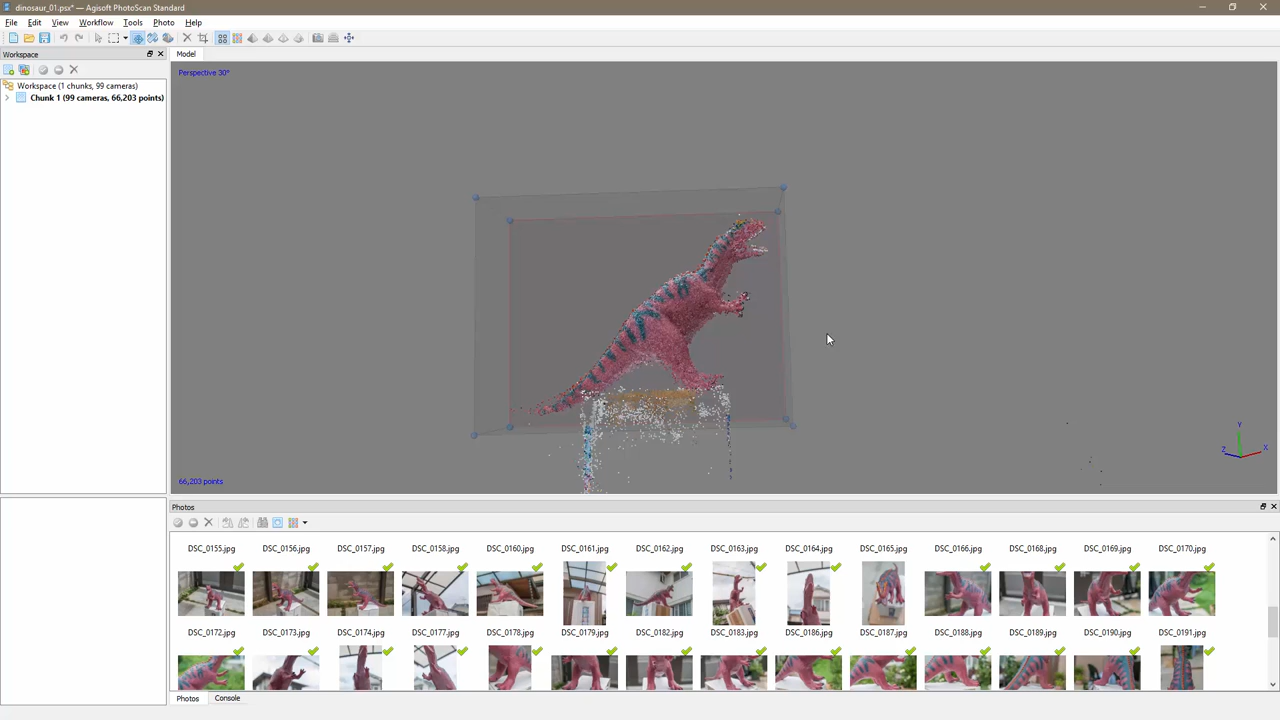 dinosaur_01.psx* — Agisoft PhotoScan Standard
File Edit View Workflow Tools Photo Help
Workspace
Model
Workspace (1 chunks, 99 cameras)
Chunk 1 (99 cameras, 66,203 points)
Perspective 30°
Y
Z X
66,203 points
Photos
DSC_0155.jpg DSC_0156.jpg DSC_0157.jpg DSC_0158.jpg DSC_0160.jpg DSC_0161.jpg DSC_0162.jpg DSC_0163.jpg DSC_0164.jpg DSC_0165.jpg DSC_0166.jpg DSC_0168.jpg DSC_0169.jpg DSC_0170.jpg
DSC_0172.jpg DSC_0173.jpg DSC_0174.jpg DSC_0177.jpg DSC_0178.jpg DSC_0179.jpg DSC_0182.jpg DSC_0183.jpg DSC_0186.jpg DSC_0187.jpg DSC_0188.jpg DSC_0189.jpg DSC_0190.jpg DSC_0191.jpg
Photos Console